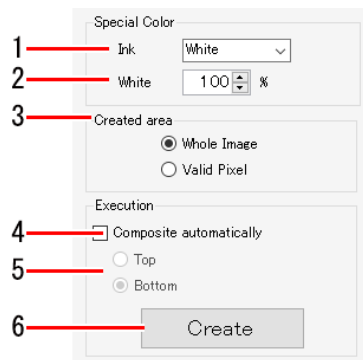 Special Color
1 Ink White
2 White 100 %
3 Created area
Whole Image
Valid Pixel
Execution
4 Composite automatically
5 Top
Bottom
6 Create